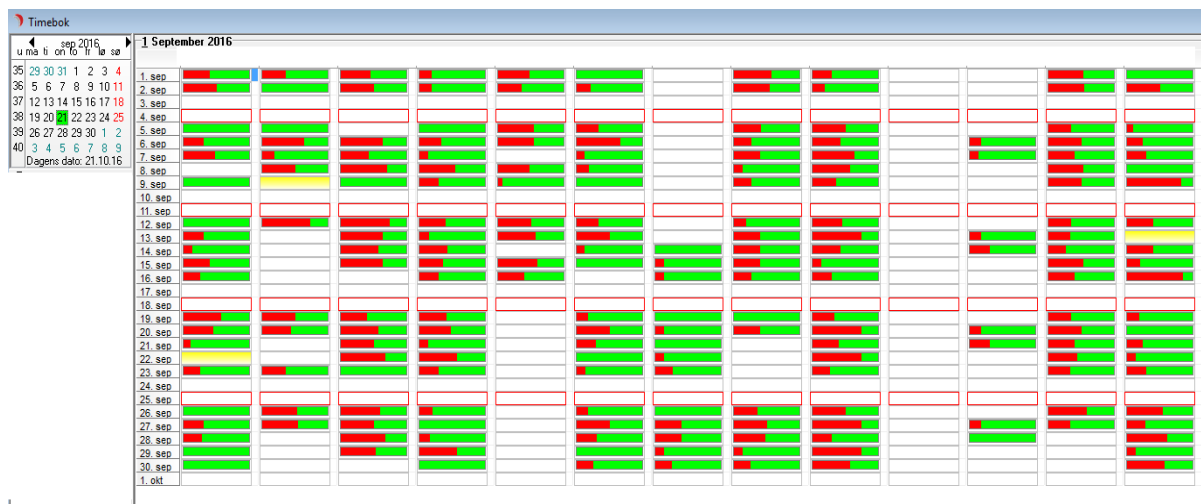 Timebok
sep 2016
u ma ti on to fr lø sø
35 29 30 31 1 2 3 4
36 5 6 7 8 9 10 11
37 12 13 14 15 16 17 18
38 19 20 21 22 23 24 25
39 26 27 28 29 30 1 2
40 3 4 5 6 7 8 9
Dagens dato: 21.10.16
1 September 2016
1. sep
2. sep
3. sep
4. sep
5. sep
6. sep
7. sep
8. sep
9. sep
10. sep
11. sep
12. sep
13. sep
14. sep
15. sep
16. sep
17. sep
18. sep
19. sep
20. sep
21. sep
22. sep
23. sep
24. sep
25. sep
26. sep
27. sep
28. sep
29. sep
30. sep
1. okt